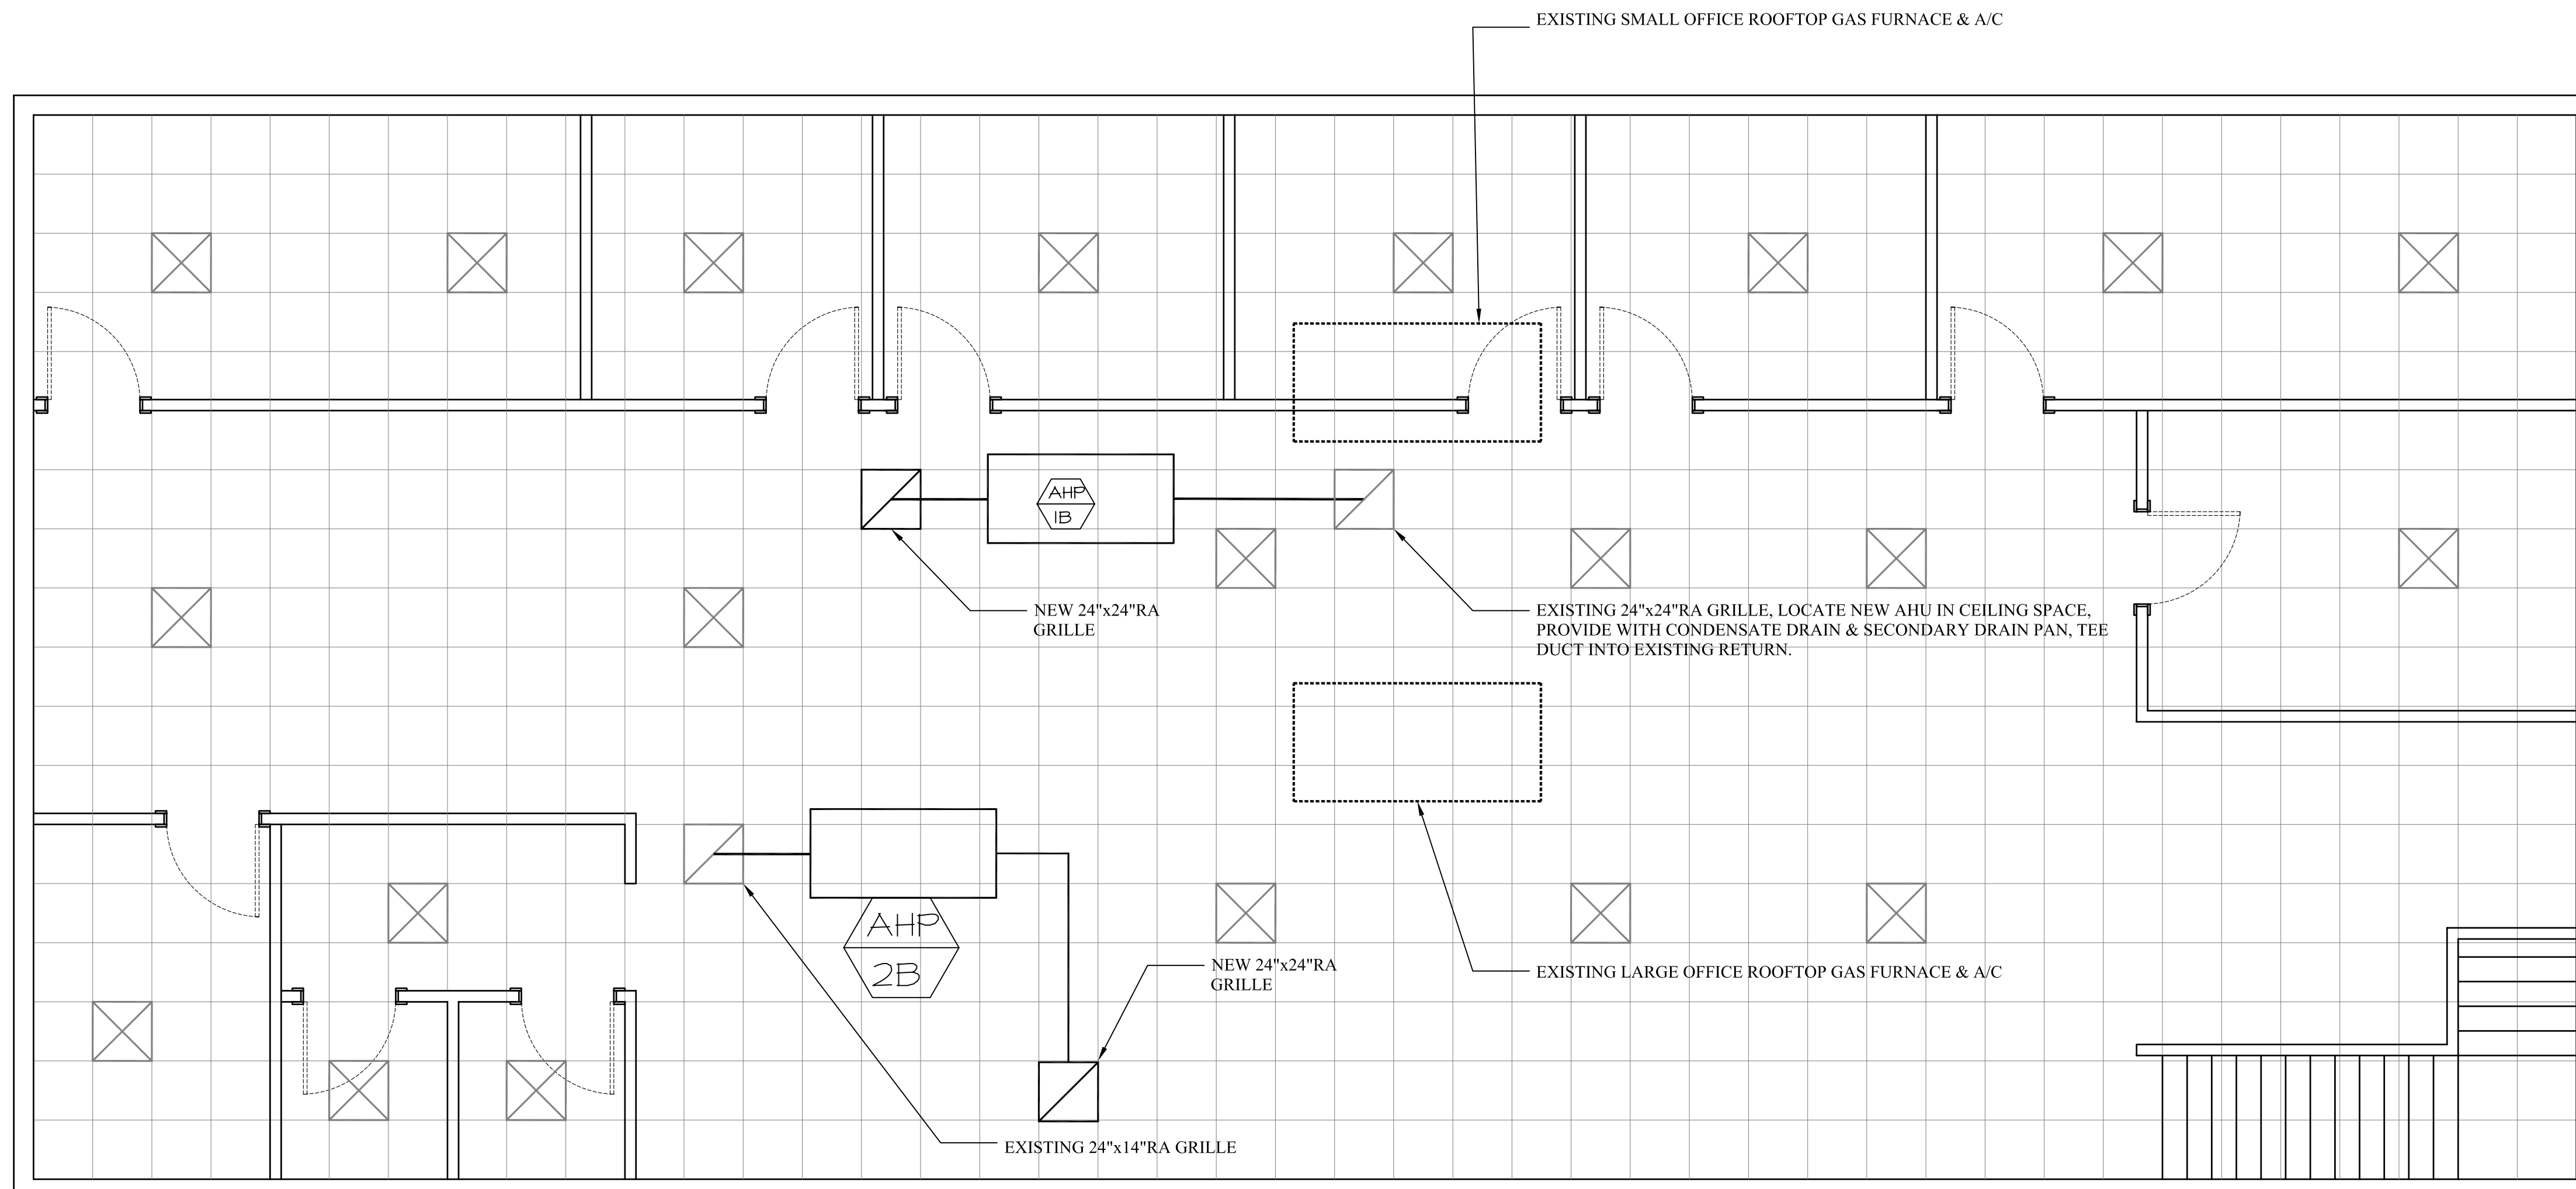 EXISTING SMALL OFFICE ROOFTOP GAS FURNACE & A/C
AHP
1B
NEW 24"x24"RA
GRILLE
EXISTING 24"x24"RA GRILLE, LOCATE NEW AHU IN CEILING SPACE,
PROVIDE WITH CONDENSATE DRAIN & SECONDARY DRAIN PAN, TEE
DUCT INTO EXISTING RETURN.
AHP
2B
NEW 24"x24"RA
GRILLE
EXISTING LARGE OFFICE ROOFTOP GAS FURNACE & A/C
EXISTING 24"x14"RA GRILLE